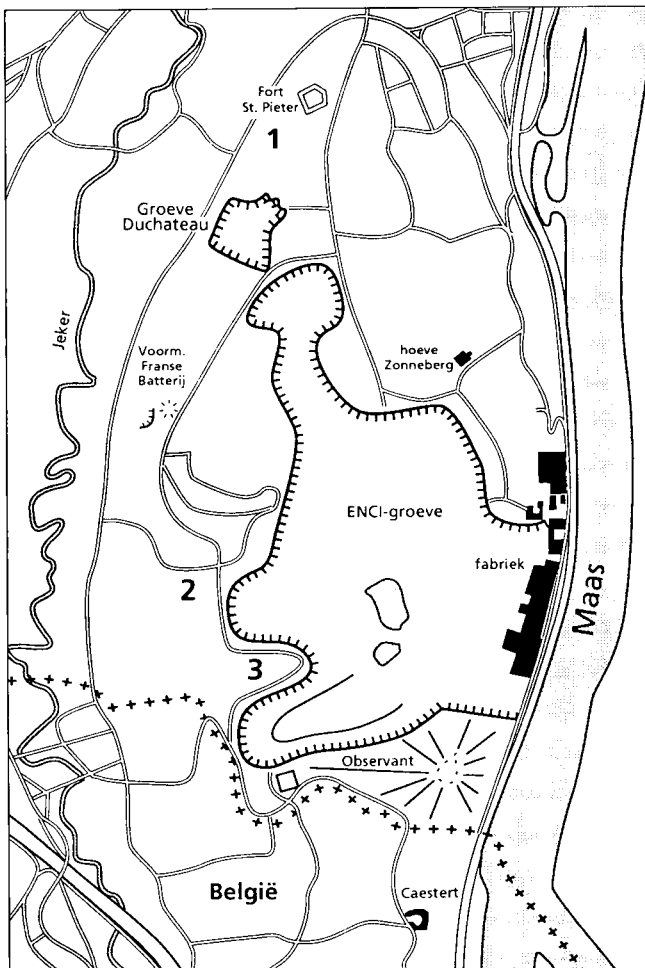 Fort
St. Pieter
1
Groeve
Duchateau
Jeker
Voorm.
Franse
Batterij
hoeve
Zonneberg
ENCI-groeve
fabriek
Maas
2
3
Observant
België
Caestert